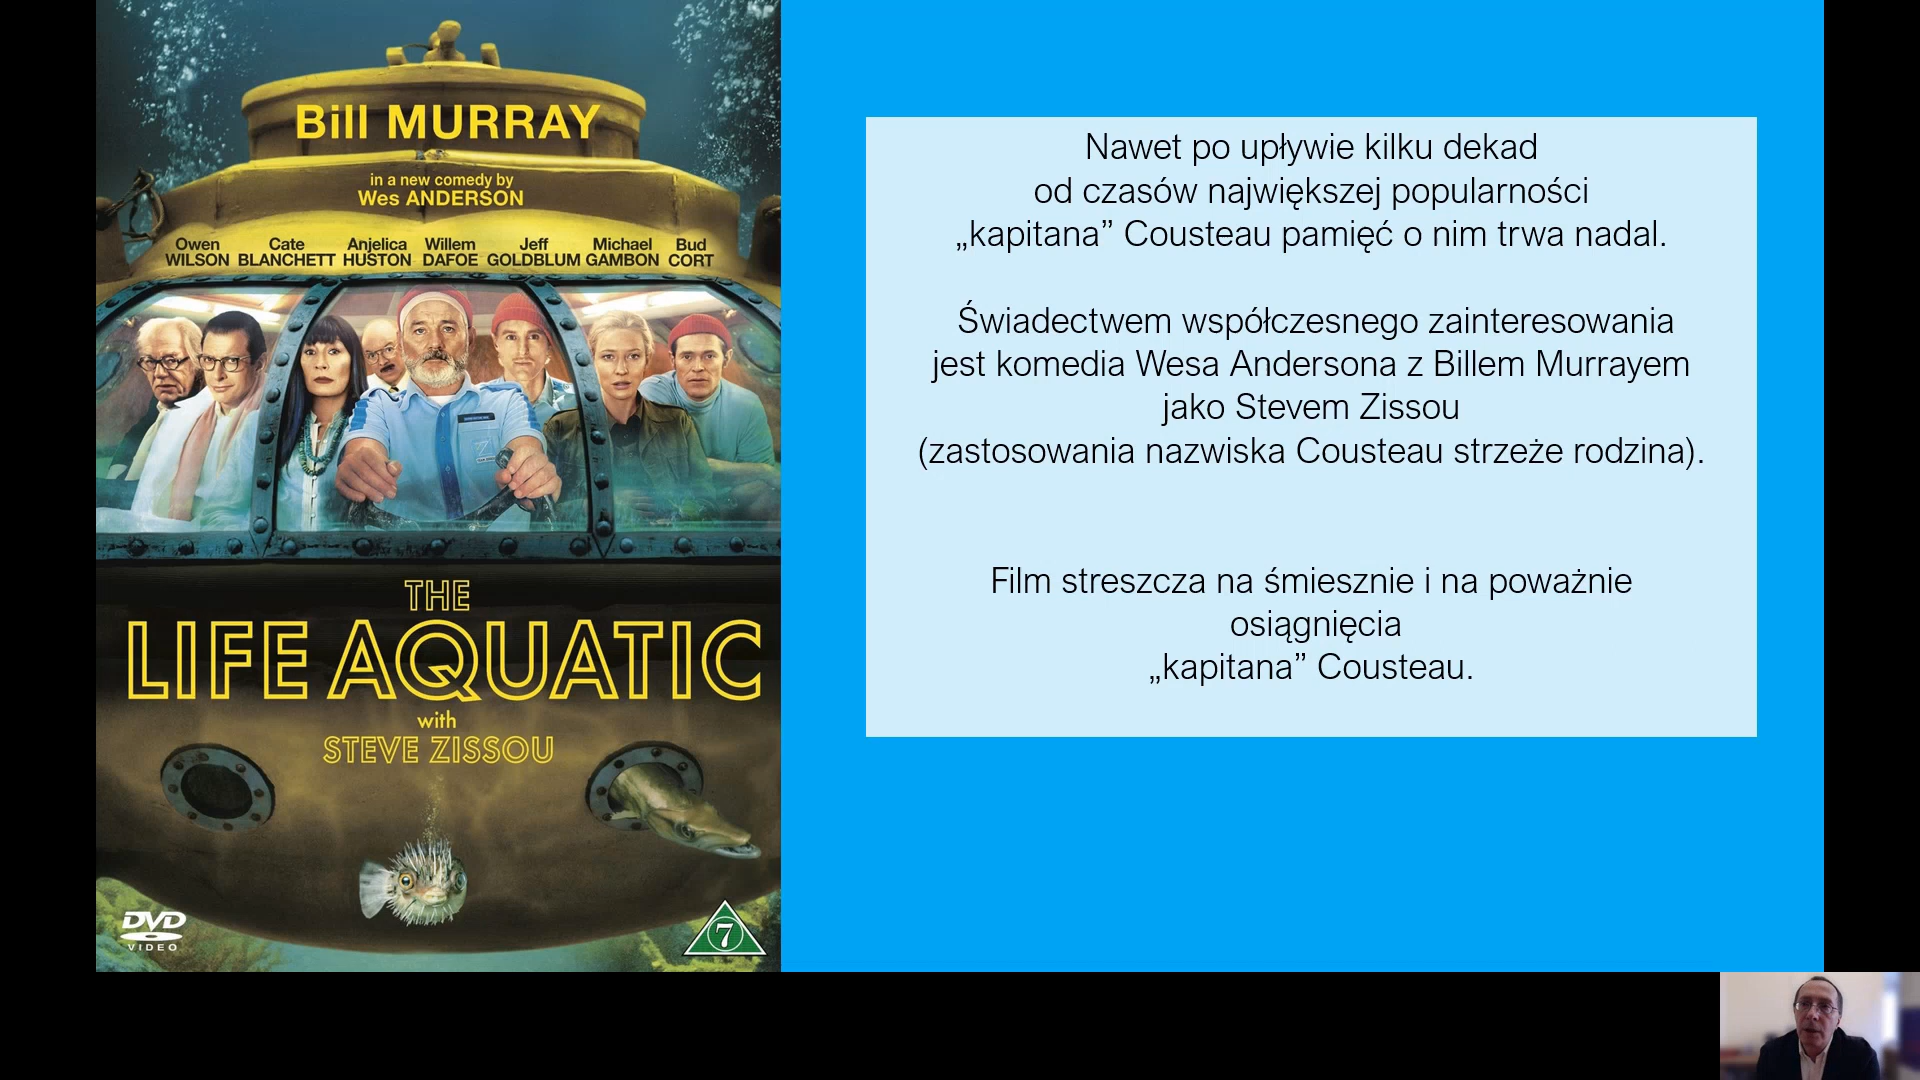 Bill MURRAY
in a new comedy by
Wes ANDERSON
Owen WILSON
Cate BLANCHETT
Anjelica HUSTON
Willem DAFOE
Jeff GOLDBLUM
Michael GAMBON
Bud CORT
THE
LIFE AQUATIC
with
STEVE ZISSOU
DVD
VIDEO
7
Nawet po upływie kilku dekad
od czasów największej popularności
„kapitana” Cousteau pamięć o nim trwa nadal.
Świadectwem współczesnego zainteresowania
jest komedia Wesa Andersona z Billem Murrayem
jako Stevem Zissou
(zastosowania nazwiska Cousteau strzeże rodzina).
Film streszcza na śmiesznie i na poważnie
osiągnięcia
„kapitana” Cousteau.